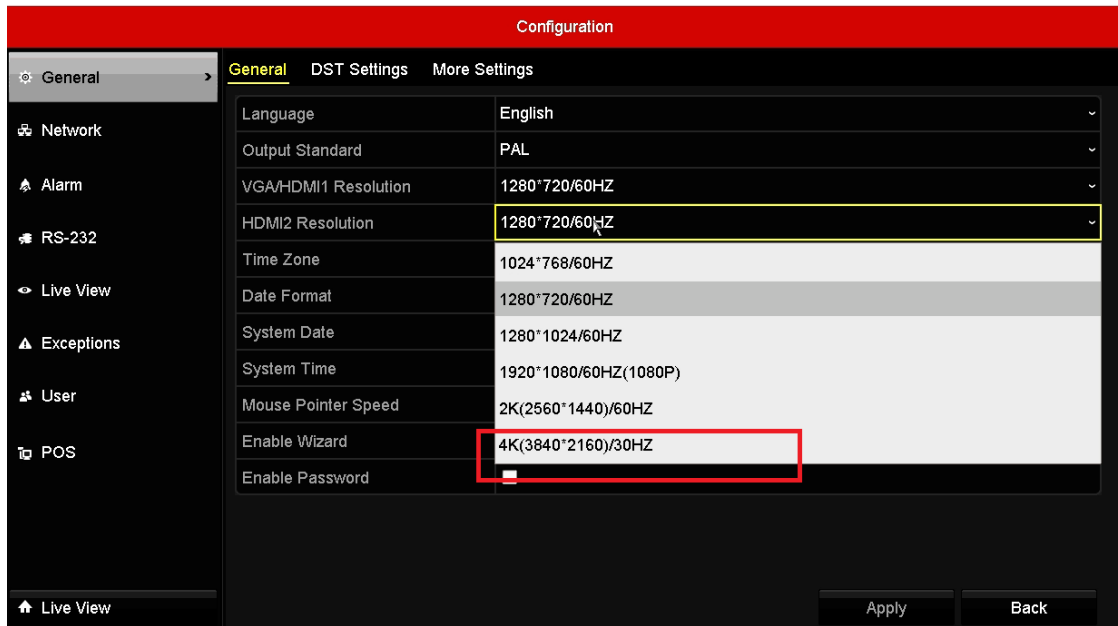 Configuration
General
Network
Alarm
RS-232
Live View
Exceptions
User
POS
Live View
General DST Settings More Settings
Language English
Output Standard PAL
VGA/HDMI1 Resolution 1280*720/60HZ
HDMI2 Resolution 1280*720/60HZ
Time Zone
Date Format
System Date
System Time
Mouse Pointer Speed
Enable Wizard
Enable Password
1024*768/60HZ
1280*720/60HZ
1280*1024/60HZ
1920*1080/60HZ(1080P)
2K(2560*1440)/60HZ
4K(3840*2160)/30HZ
Apply Back